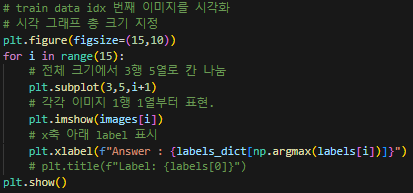 # train data idx 번째 이미지를 시각화
# 시각 그래프 총 크기 지정
plt.figure(figsize=(15,10))
for i in range(15):
    # 전체 크기에서 3행 5열로 칸 나눔
    plt.subplot(3,5,i+1)
    # 각각 이미지 1행 1열부터 표현.
    plt.imshow(images[i])
    # x축 아래 label 표시
    plt.xlabel(f"Answer : {labels_dict[np.argmax(labels[i])]}")
    # plt.title(f"Label: {labels[0]}")
plt.show()